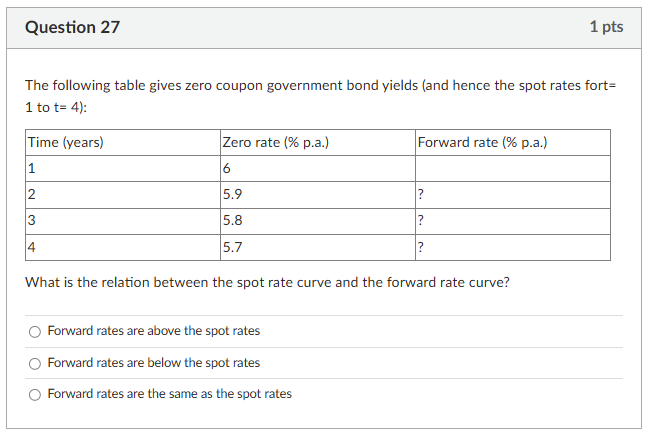 Question 27 1 pts
The following table gives zero coupon government bond yields (and hence the spot rates fort=
1 to t= 4):
Time (years) Zero rate (% p.a.) Forward rate (% p.a.)
1 6
2 5.9 ?
3 5.8 ?
4 5.7 ?
What is the relation between the spot rate curve and the forward rate curve?
Forward rates are above the spot rates
Forward rates are below the spot rates
Forward rates are the same as the spot rates